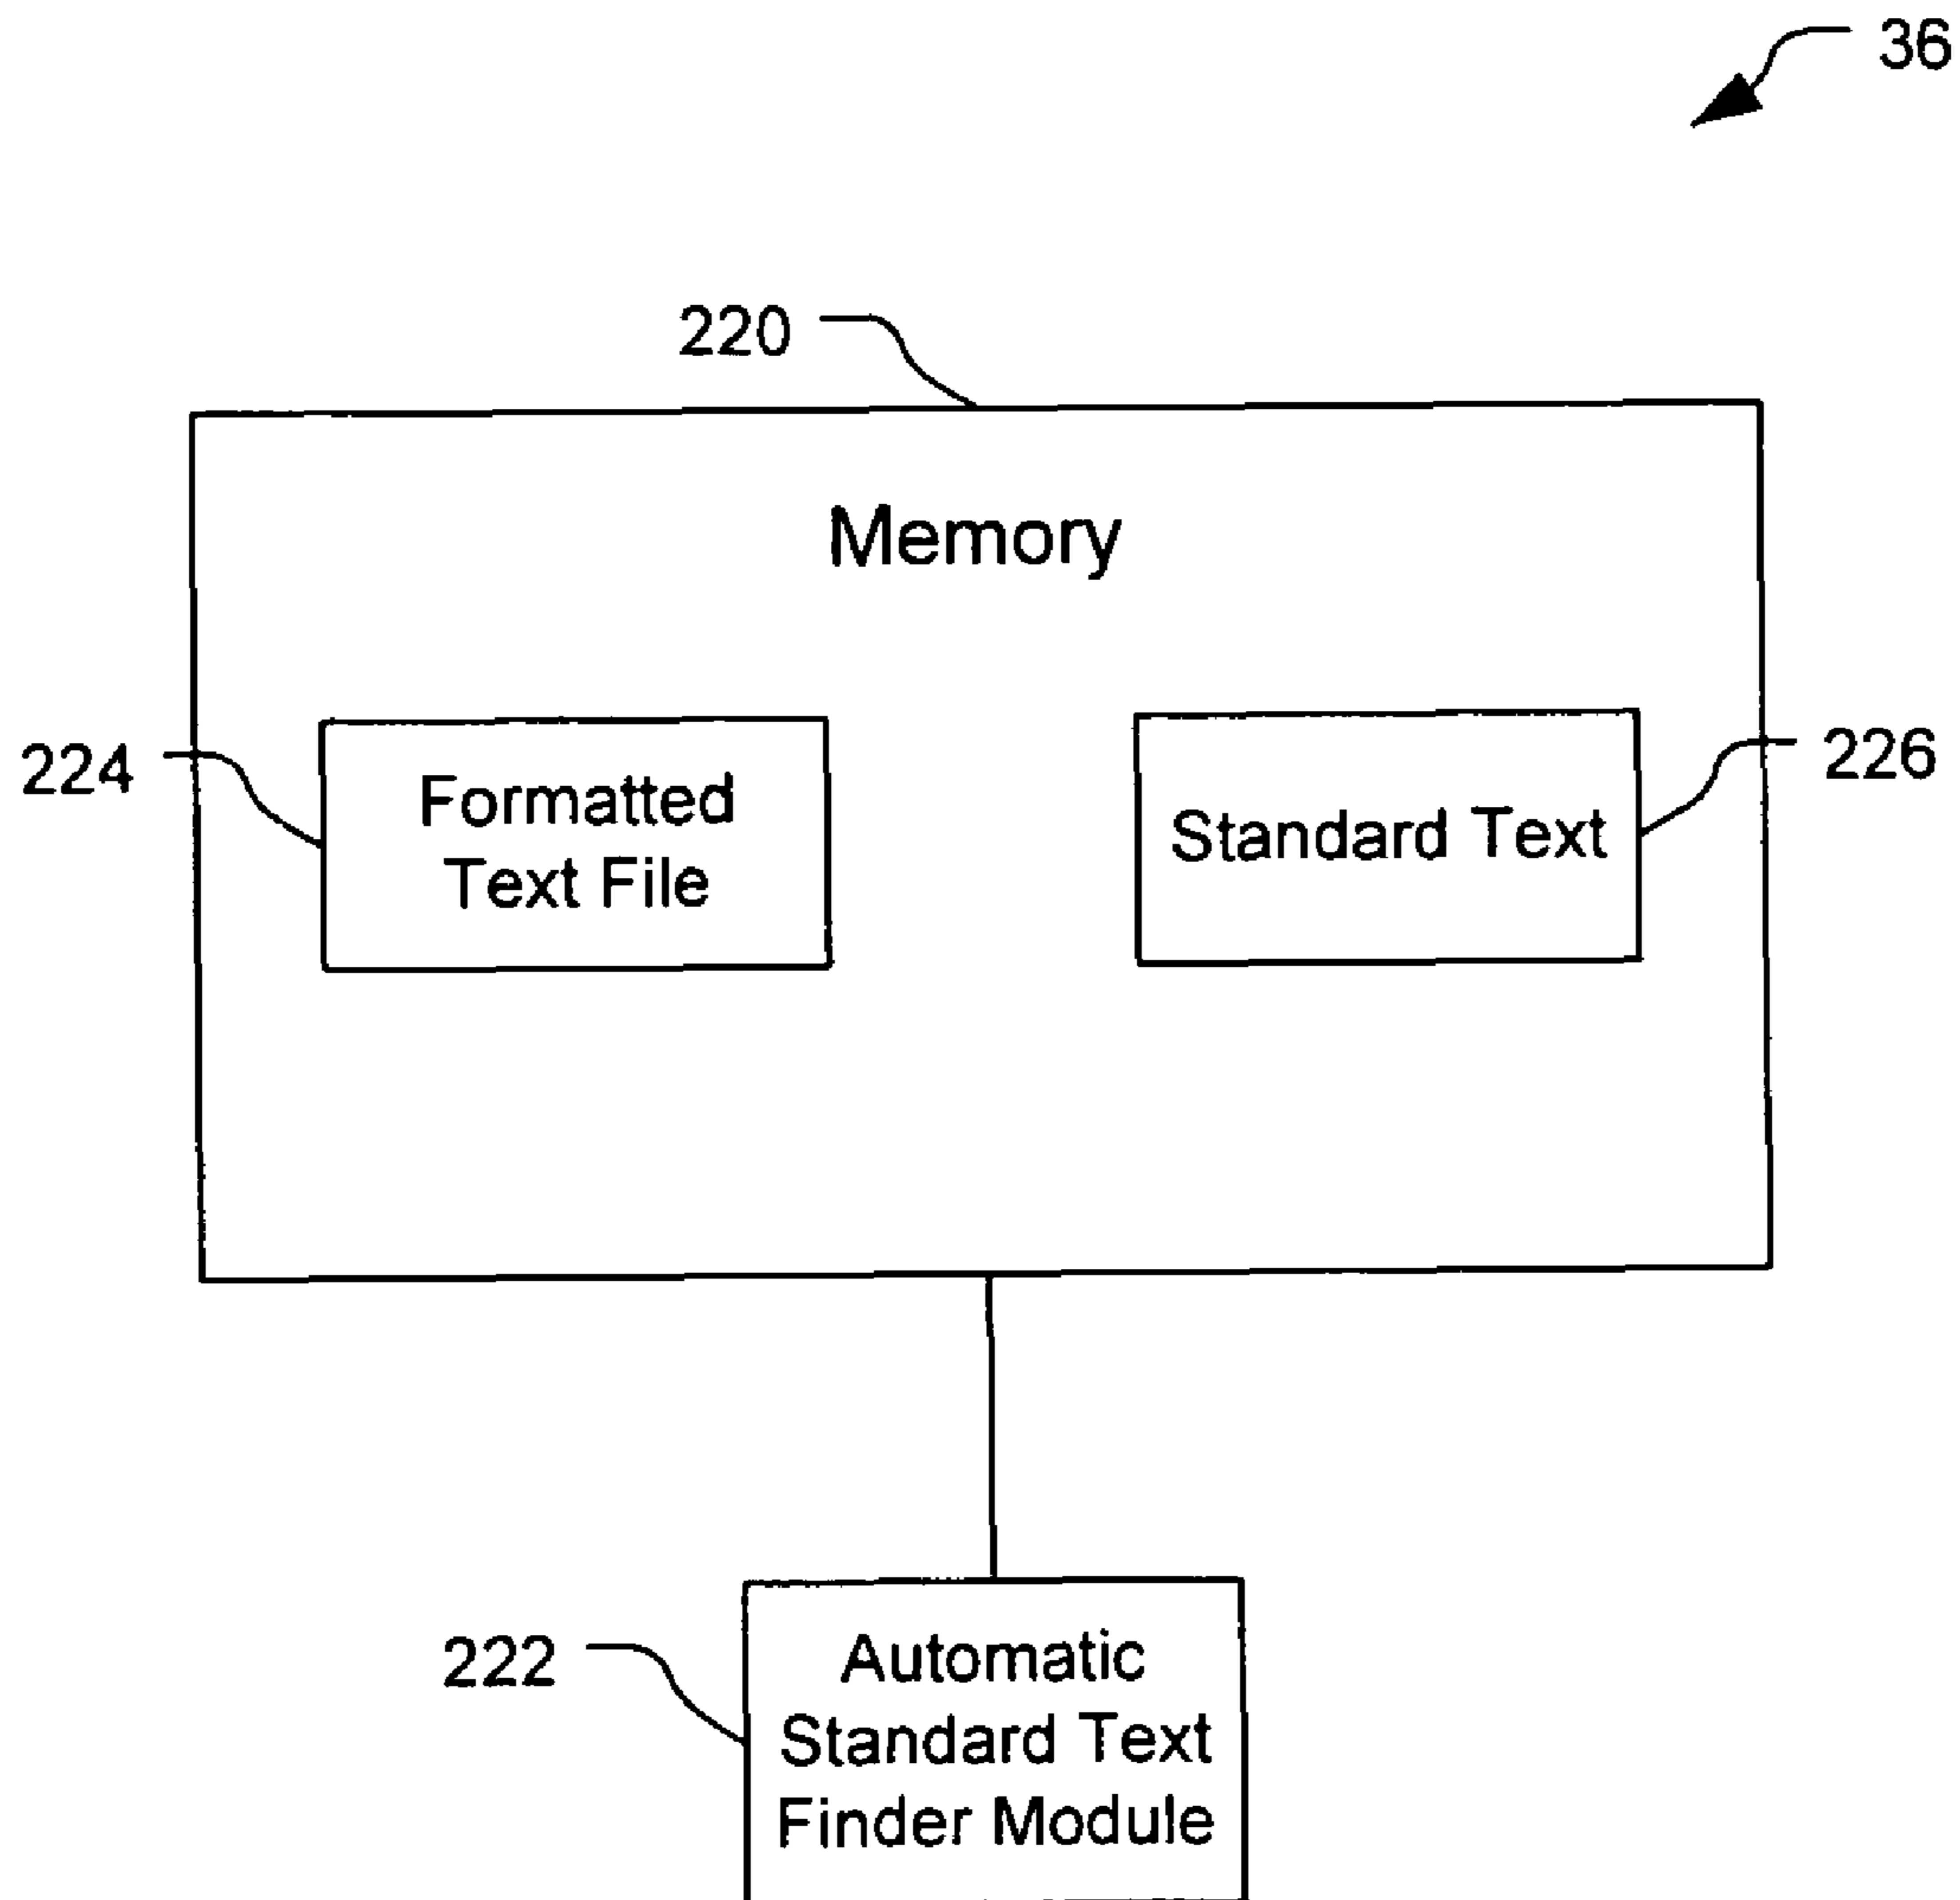 36
220
Memory
224
Formatted
Text File
Standard Text
226
222
Automatic
Standard Text
Finder Module